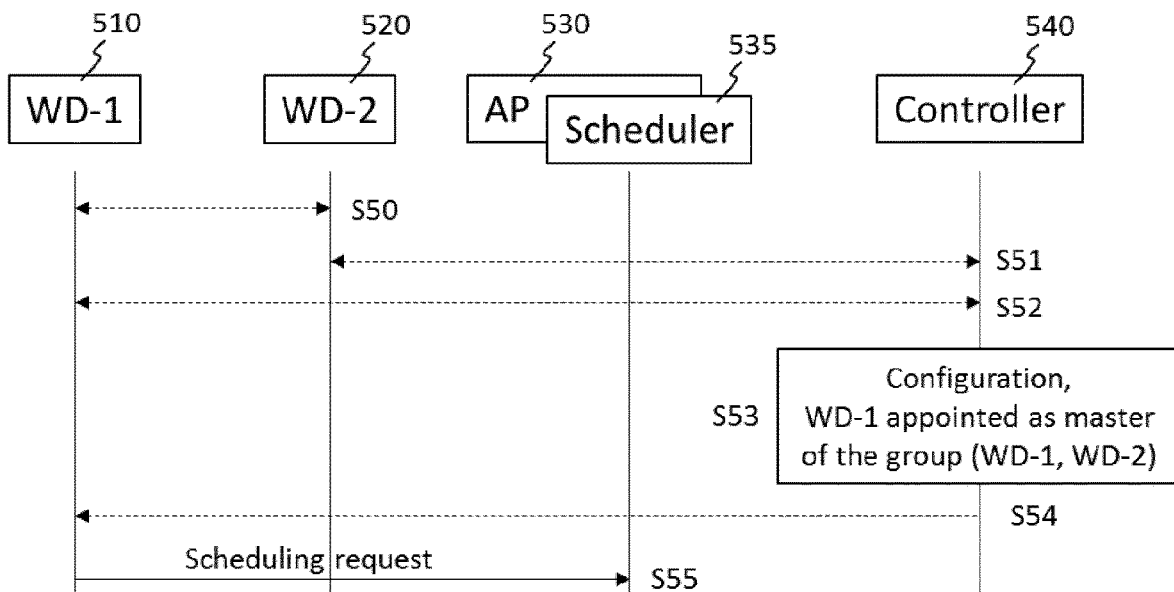 510
520
530
535
540
WD-1
WD-2
AP
Scheduler
Controller
S50
S51
S52
S53
Configuration,
WD-1 appointed as master
of the group (WD-1, WD-2)
S54
Scheduling request
S55